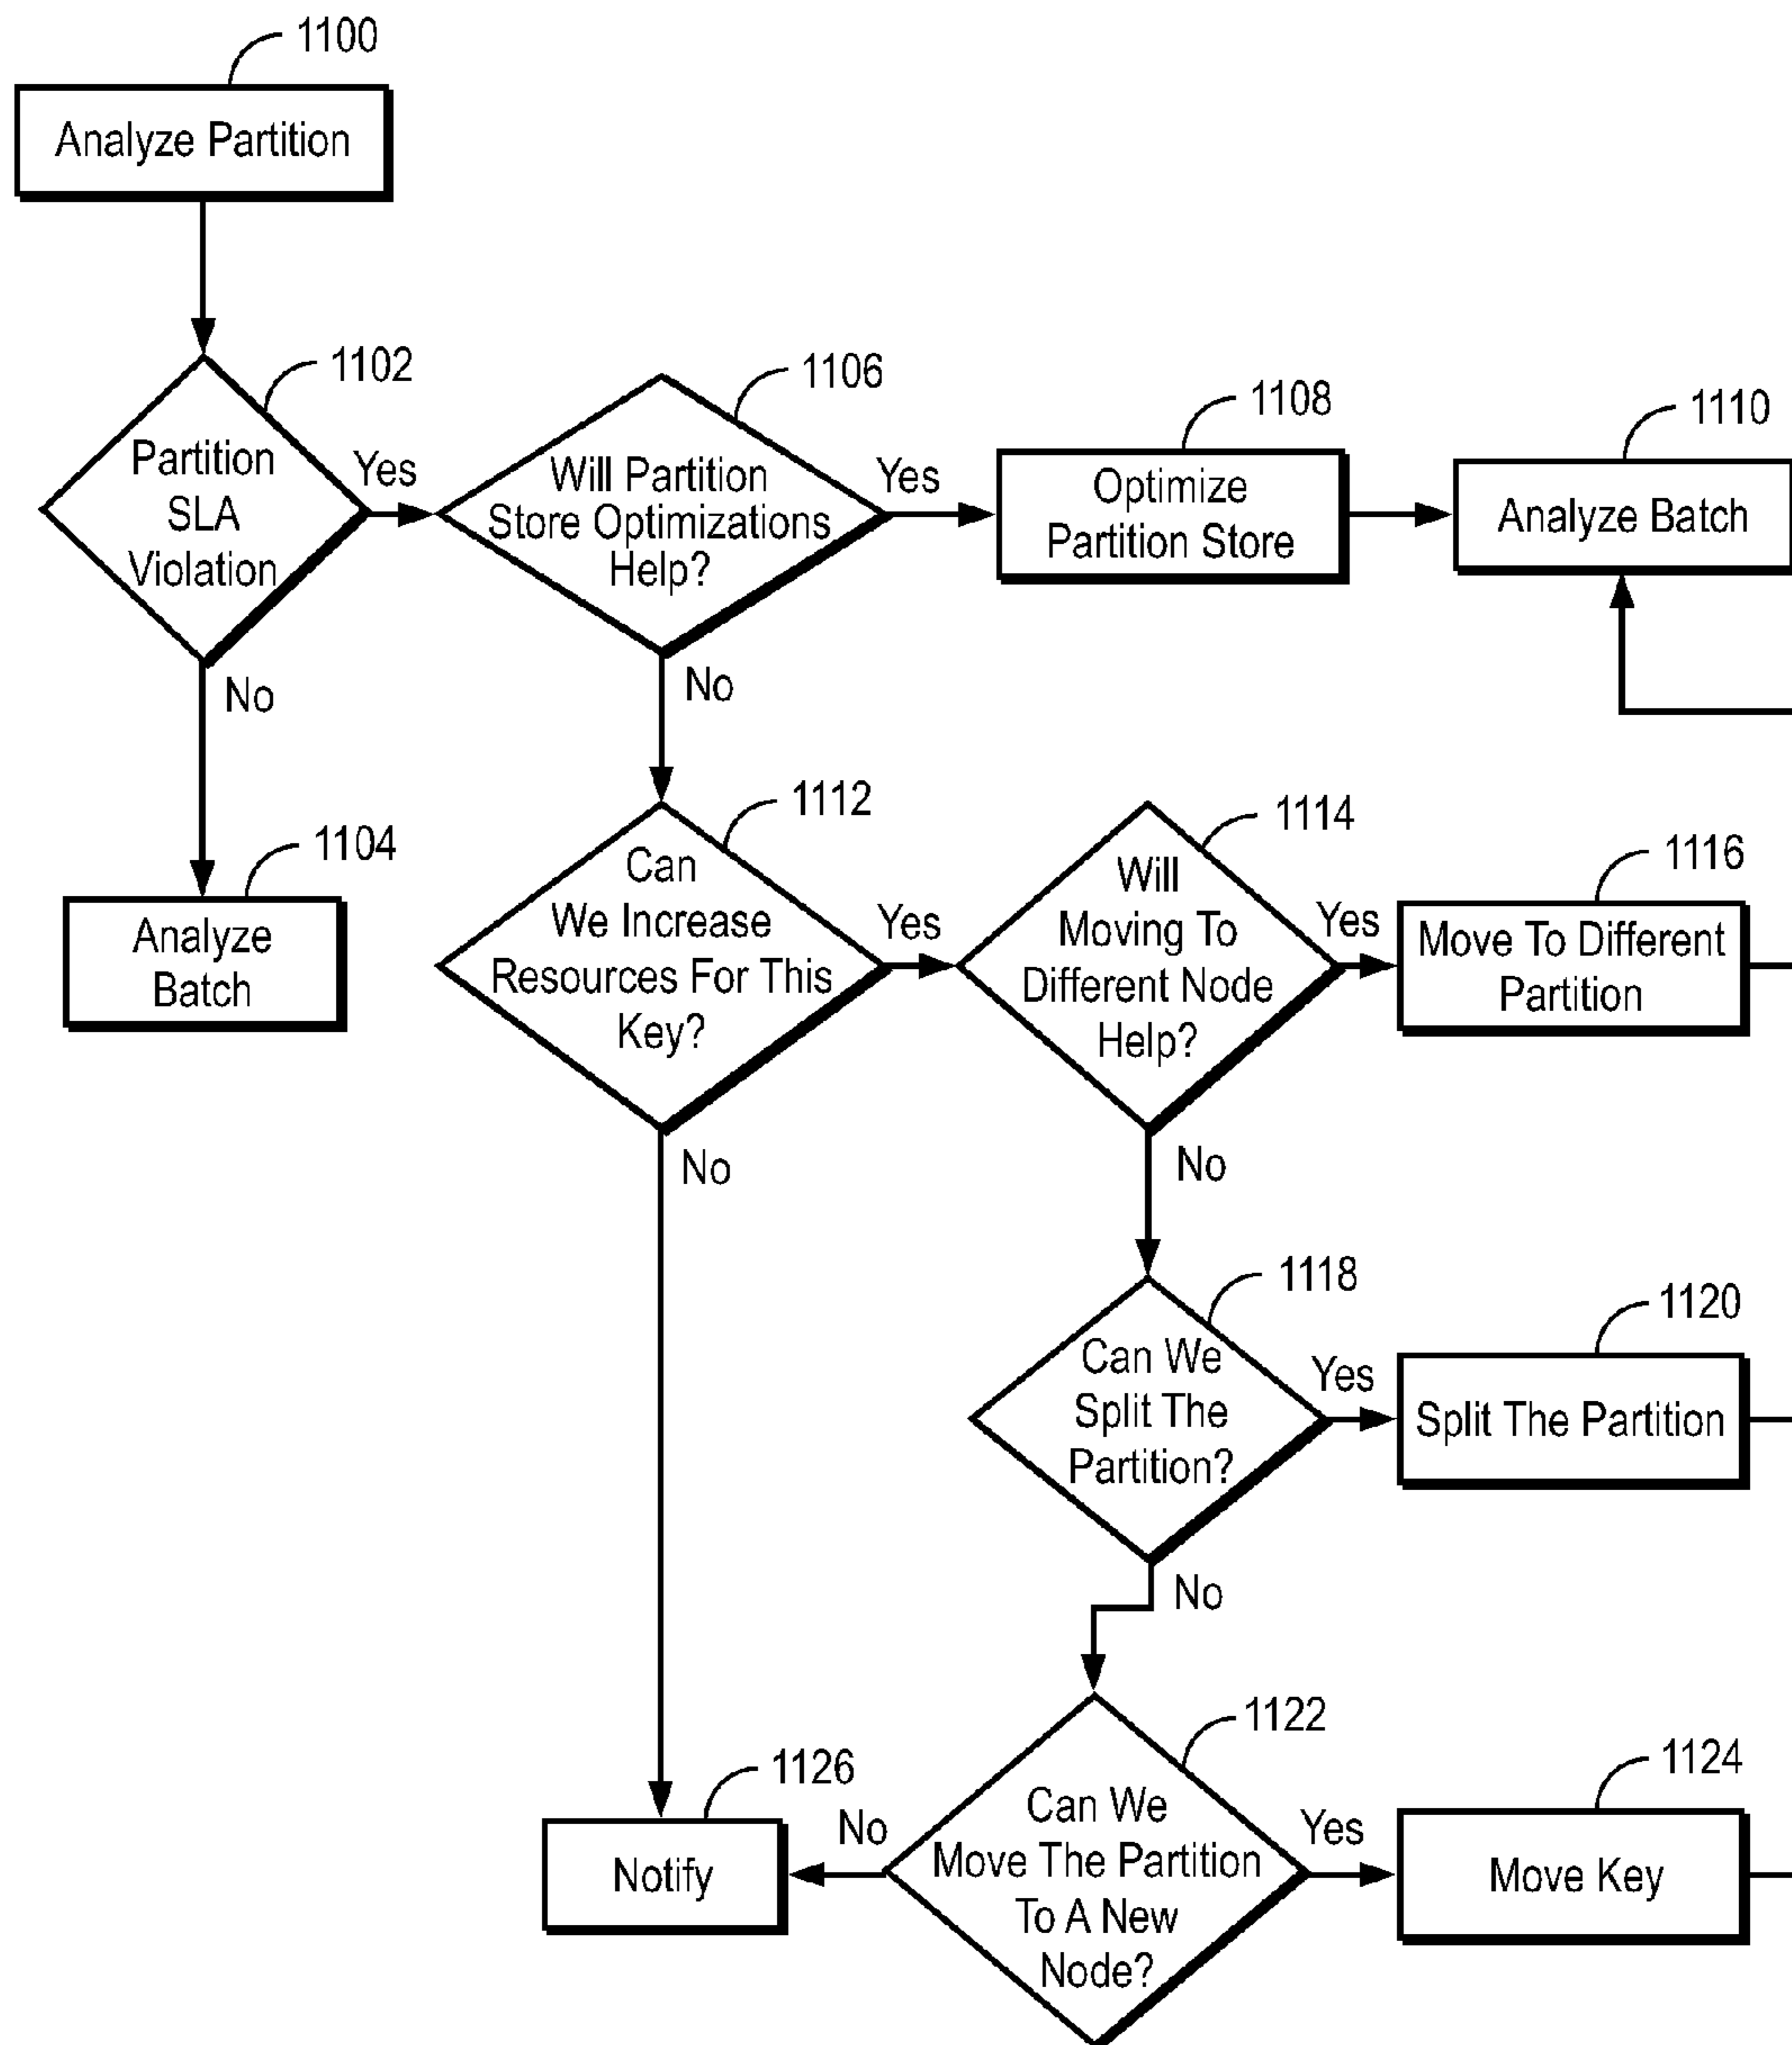 1100
Analyze Partition
1102
Partition
SLA
Violation
Yes
No
1104
Analyze
Batch
1106
Will Partition
Store Optimizations
Help?
Yes
No
1108
Optimize
Partition Store
1110
Analyze Batch
1112
Can
We Increase
Resources For This
Key?
Yes
No
1114
Will
Moving To
Different Node
Help?
Yes
No
1116
Move To Different
Partition
1118
Can We
Split The
Partition?
Yes
No
1120
Split The Partition
1122
Can We
Move The Partition
To A New
Node?
No
Yes
1124
Move Key
1126
Notify